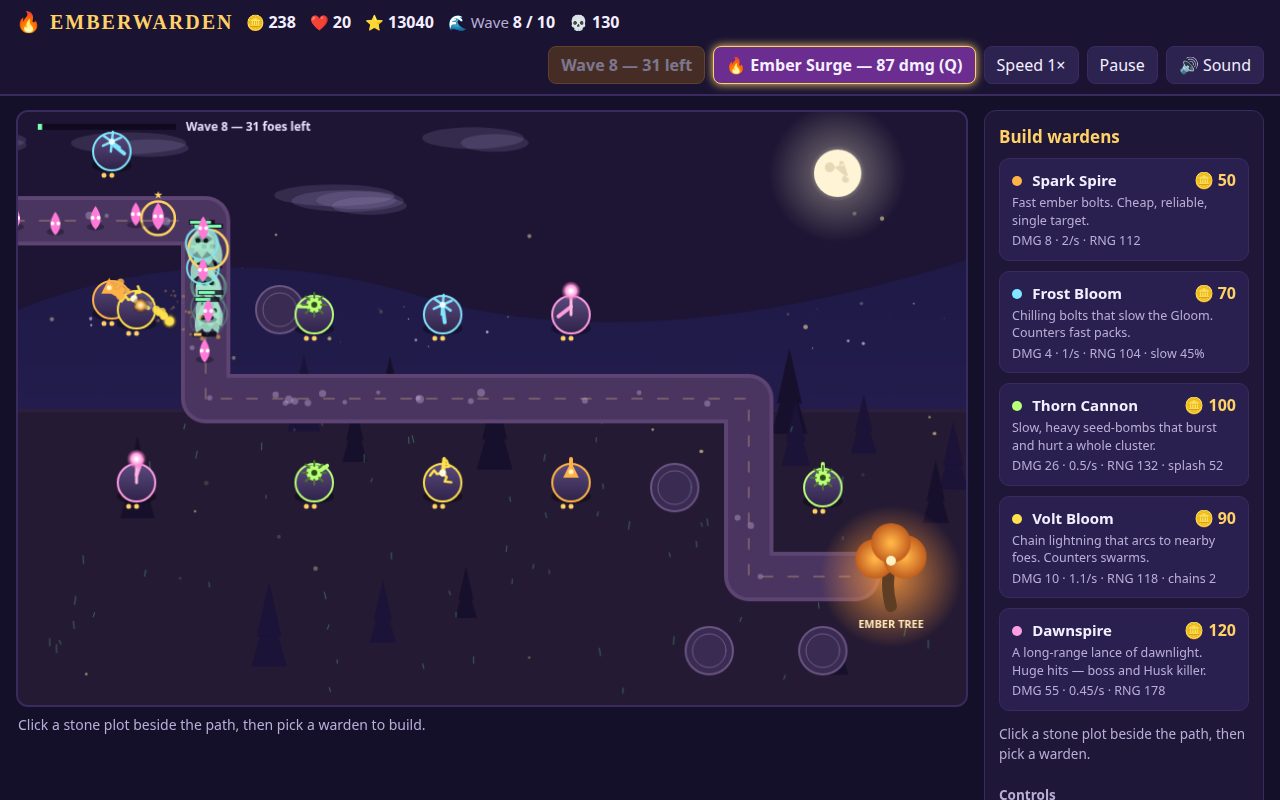 EMBERWARDEN 238 20 13040 Wave 8 / 10 130
Wave 8 — 31 left
Ember Surge — 87 dmg (Q)
Speed 1×
Pause
Sound
Wave 8 — 31 foes left
EMBER TREE
Click a stone plot beside the path, then pick a warden to build.
Build wardens
Spark Spire 50
Fast ember bolts. Cheap, reliable,
single target.
DMG 8 · 2/s · RNG 112
Frost Bloom 70
Chilling bolts that slow the Gloom.
Counters fast packs.
DMG 4 · 1/s · RNG 104 · slow 45%
Thorn Cannon 100
Slow, heavy seed-bombs that burst
and hurt a whole cluster.
DMG 26 · 0.5/s · RNG 132 · splash 52
Volt Bloom 90
Chain lightning that arcs to nearby
foes. Counters swarms.
DMG 10 · 1.1/s · RNG 118 · chains 2
Dawnspire 120
A long-range lance of dawnlight.
Huge hits — boss and Husk killer.
DMG 55 · 0.45/s · RNG 178
Click a stone plot beside the path, then
pick a warden.
Controls